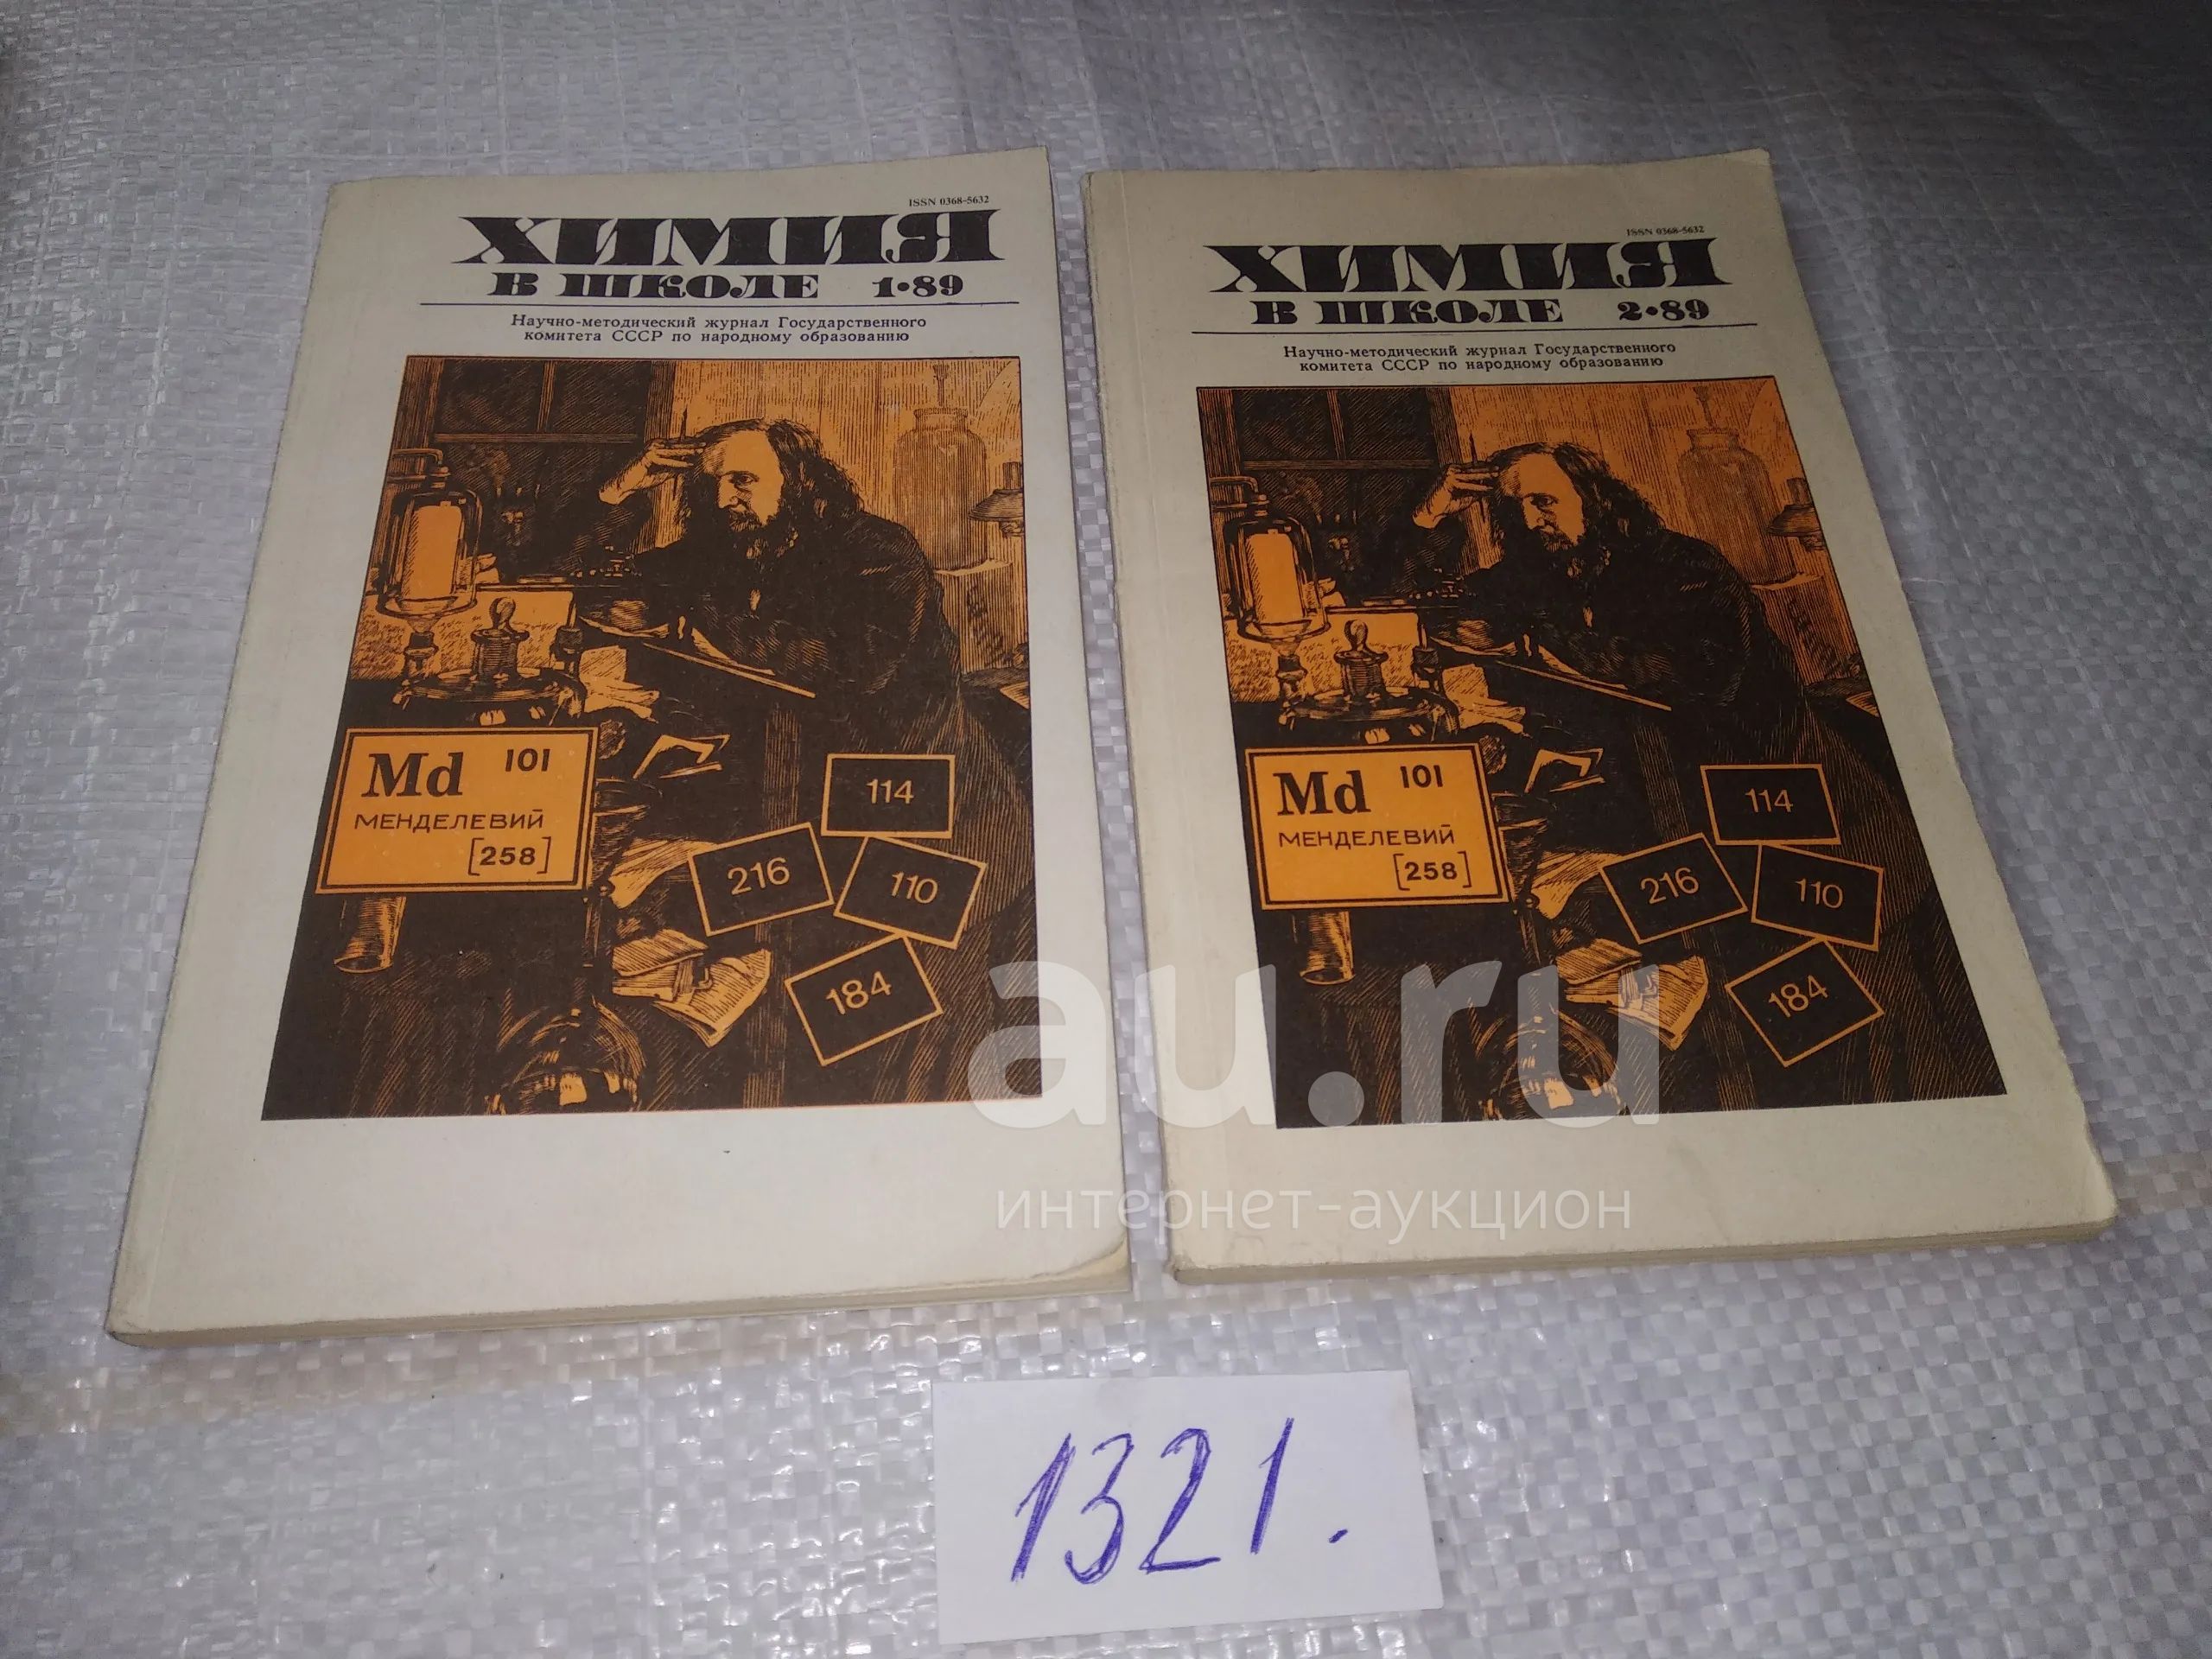 ISSN 0368-5632
ХИМИЯ
В ШКОЛЕ 1•89
Научно-методический журнал Государственного
комитета СССР по народному образованию
Md 101
МЕНДЕЛЕВИЙ
[258]
114
216
110
184
ISSN 0368-5632
ХИМИЯ
В ШКОЛЕ 2•89
Научно-методический журнал Государственного
комитета СССР по народному образованию
Md 101
МЕНДЕЛЕВИЙ
[258]
114
216
110
184
au.ru
интернет-аукцион
1321.